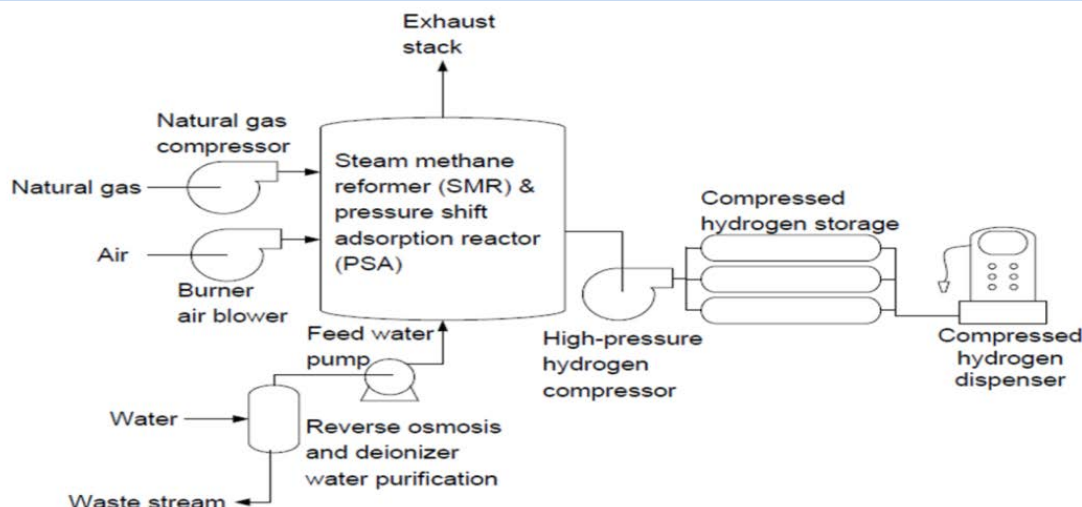 Exhaust
stack
Natural gas
compressor
Natural gas
Steam methane
reformer (SMR) &
pressure shift
adsorption reactor
(PSA)
Air
Burner
air blower
Compressed
hydrogen storage
Feed water
pump
High-pressure
hydrogen
compressor
Compressed
hydrogen
dispenser
Water
Reverse osmosis
and deionizer
water purification
Waste stream